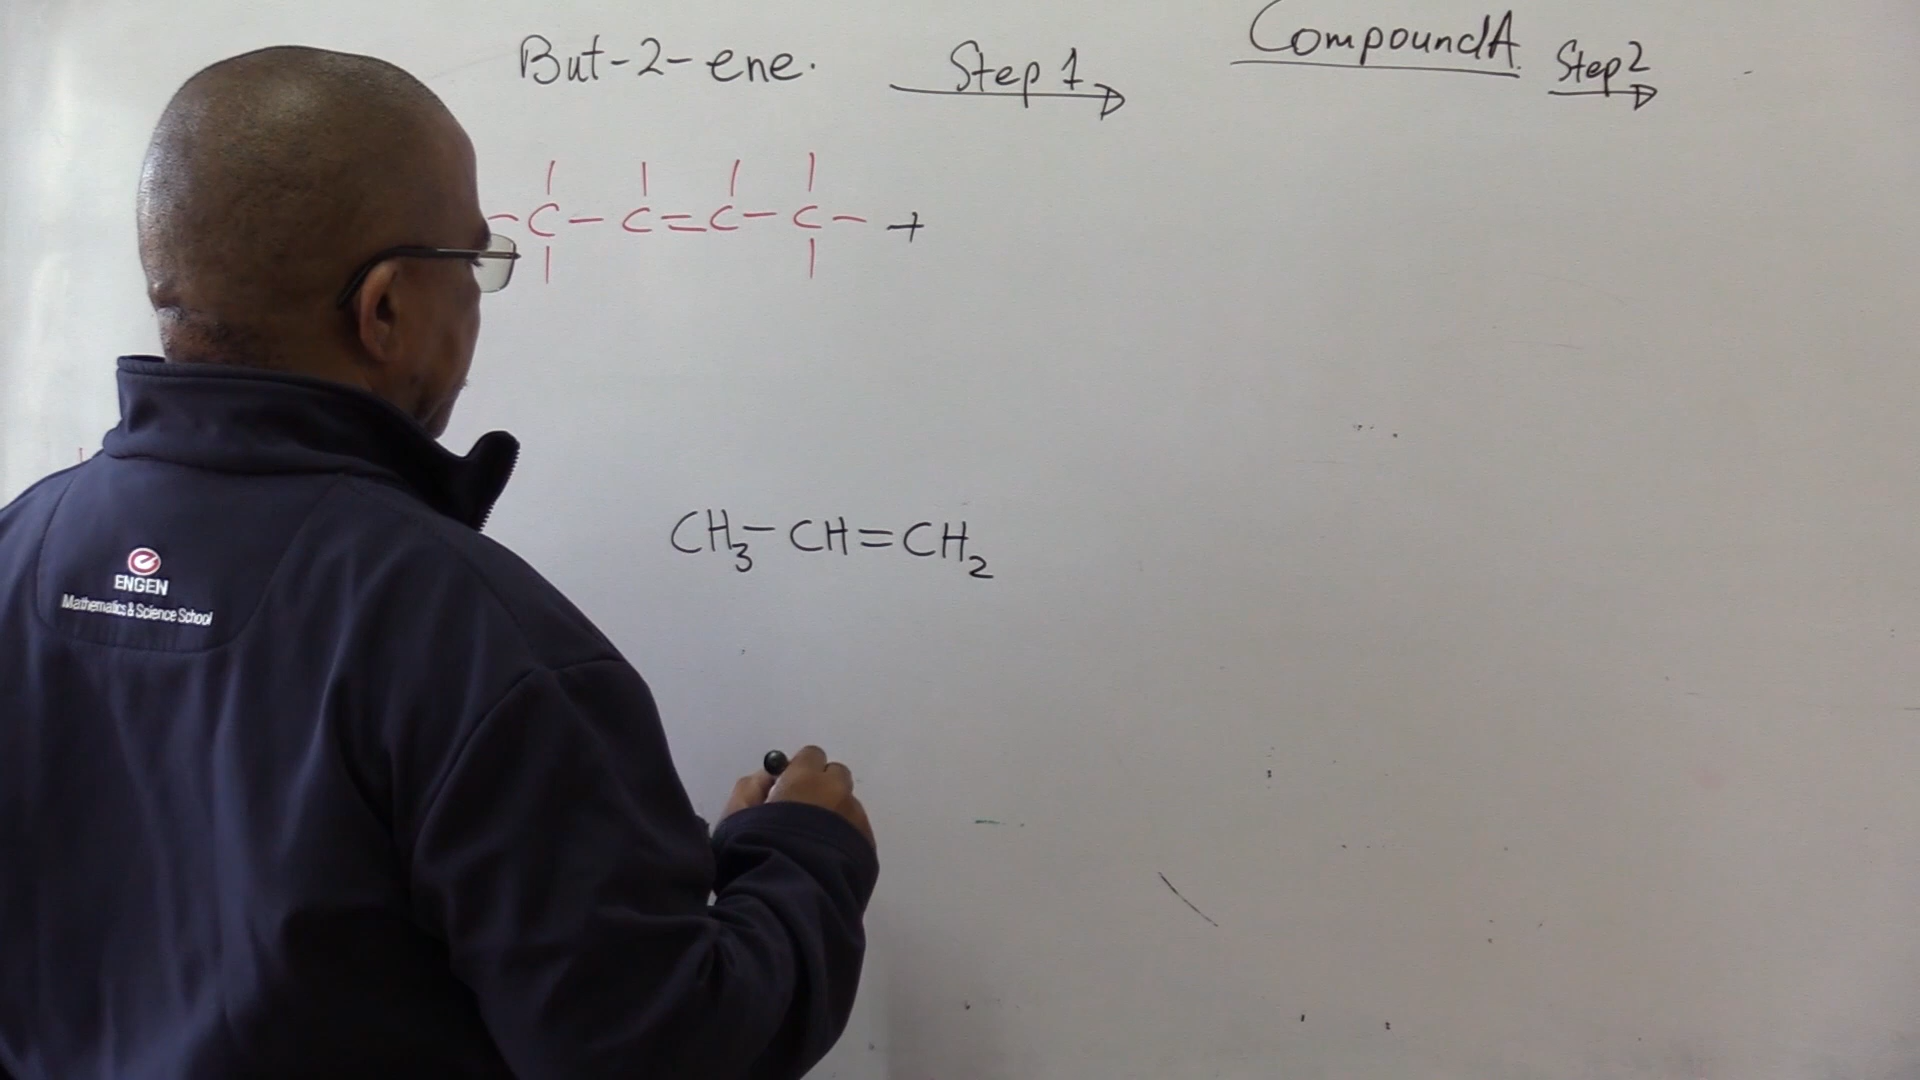 But-2-ene. Step 1 Compound A. Step 2
- C - C = C - C - +
CH3 - CH = CH2
ENGEN
Mathematics & Science School